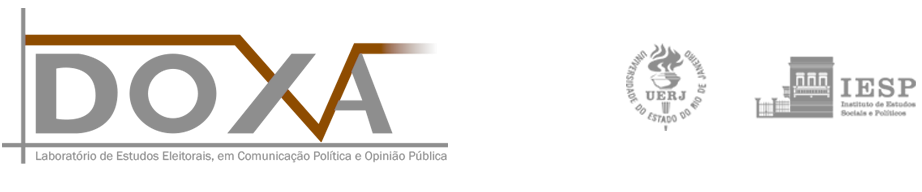 DOXA
Laboratório de Estudos Eleitorais, em Comunicação Política e Opinião Pública
UNIVERSIDADE DO ESTADO DO RIO DE JANEIRO
UERJ
IESP
Instituto de Estudos
Sociais e Políticos